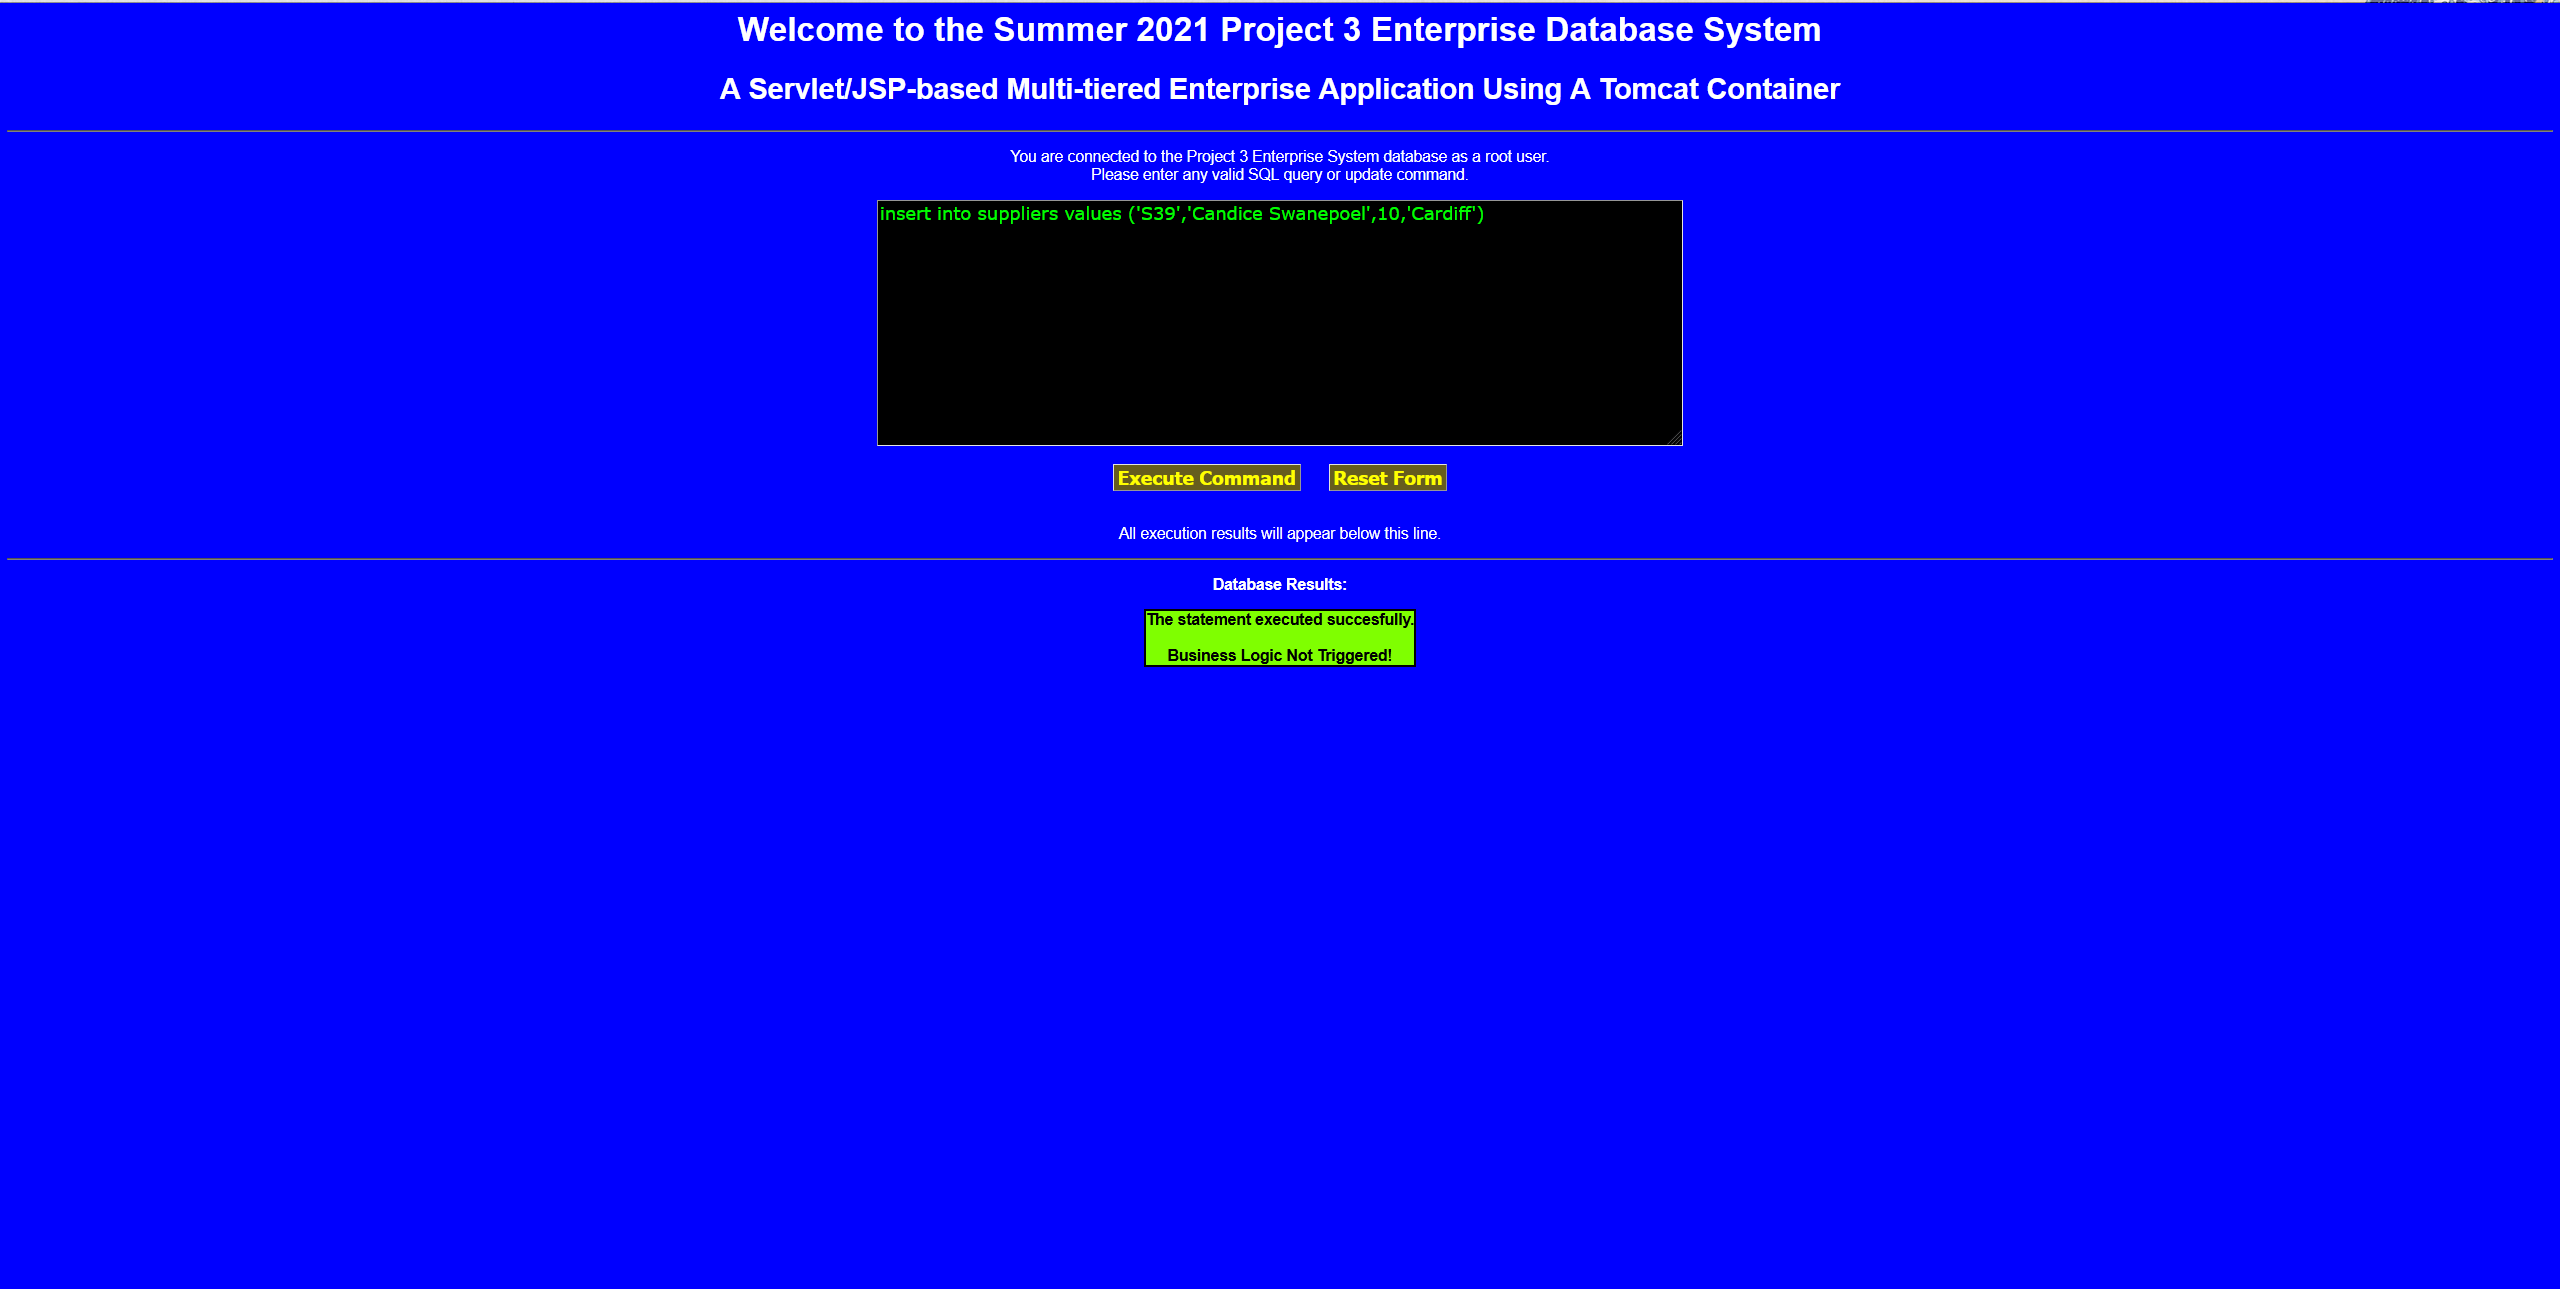 Welcome to the Summer 2021 Project 3 Enterprise Database System
A Servlet/JSP-based Multi-tiered Enterprise Application Using A Tomcat Container
You are connected to the Project 3 Enterprise System database as a root user.
Please enter any valid SQL query or update command.
insert into suppliers values ('S39','Candice Swanepoel',10,'Cardiff')
Execute Command Reset Form
All execution results will appear below this line.
Database Results:
The statement executed succesfully.
Business Logic Not Triggered!